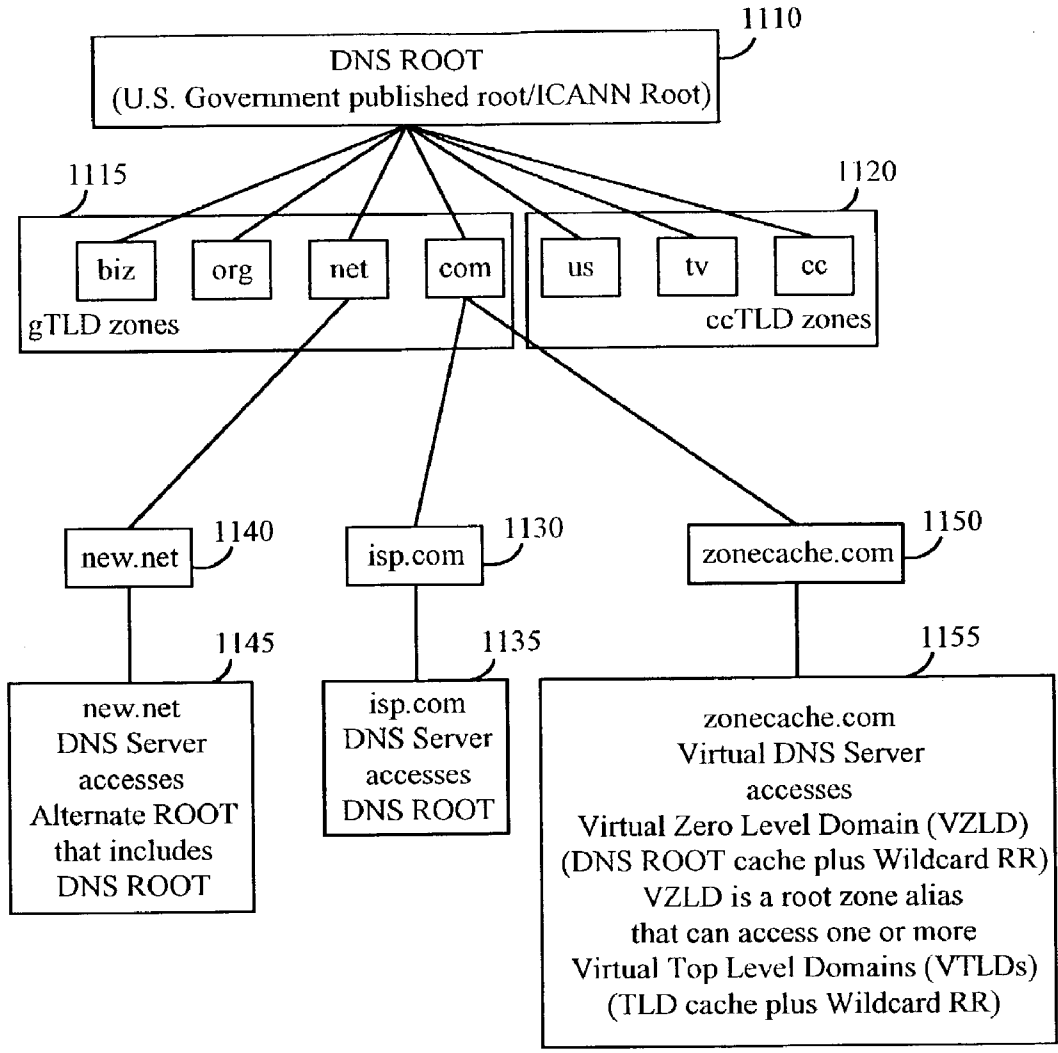 1110
DNS ROOT
(U.S. Government published root/ICANN Root)
1115
1120
biz
org
net
com
us
tv
cc
gTLD zones
ccTLD zones
new.net
1140
isp.com
1130
zonecache.com
1150
1145
new.net
DNS Server
accesses
Alternate ROOT
that includes
DNS ROOT
1135
isp.com
DNS Server
accesses
DNS ROOT
1155
zonecache.com
Virtual DNS Server
accesses
Virtual Zero Level Domain (VZLD)
(DNS ROOT cache plus Wildcard RR)
VZLD is a root zone alias
that can access one or more
Virtual Top Level Domains (VTLDs)
(TLD cache plus Wildcard RR)